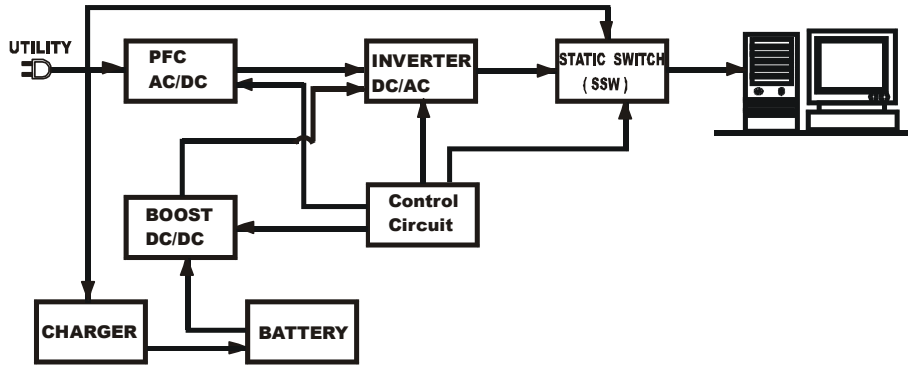 UTILITY
PFC
AC/DC
INVERTER
DC/AC
STATIC SWITCH
( SSW )
BOOST
DC/DC
Control
Circuit
CHARGER
BATTERY